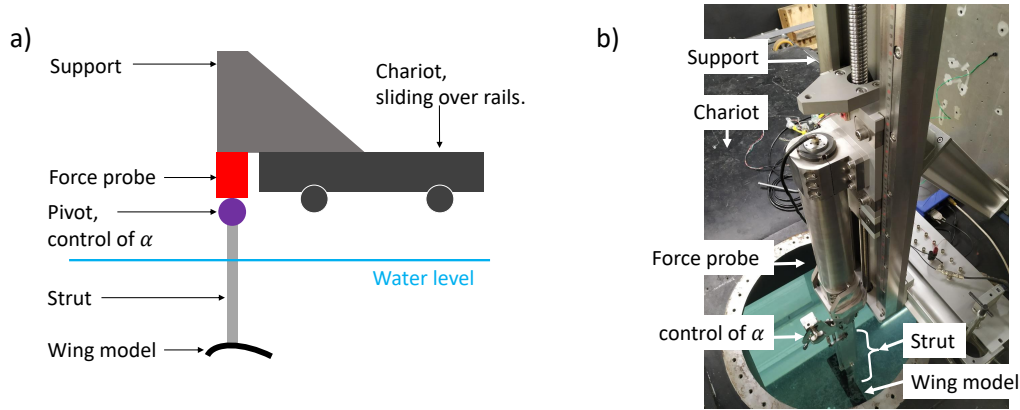 a)
Support
Chariot,
sliding over rails.
Force probe
Pivot,
control of α
Water level
Strut
Wing model
b)
Support
Chariot
Force probe
control of α
Strut
Wing model